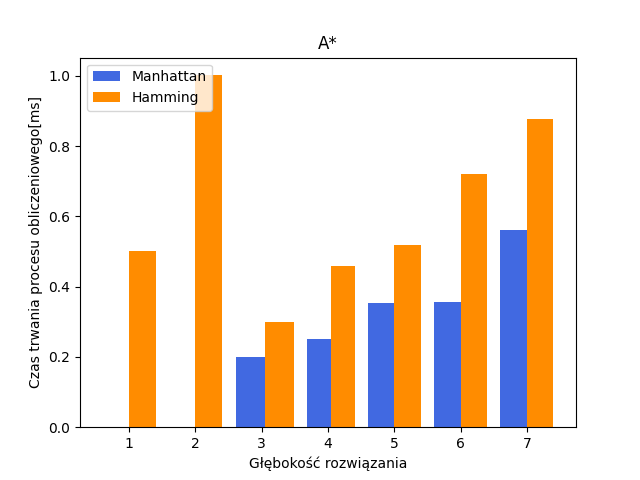 A*
Manhattan
Hamming
Czas trwania procesu obliczeniowego[ms]
1.0
0.8
0.6
0.4
0.2
0.0
1 2 3 4 5 6 7
Głębokość rozwiązania